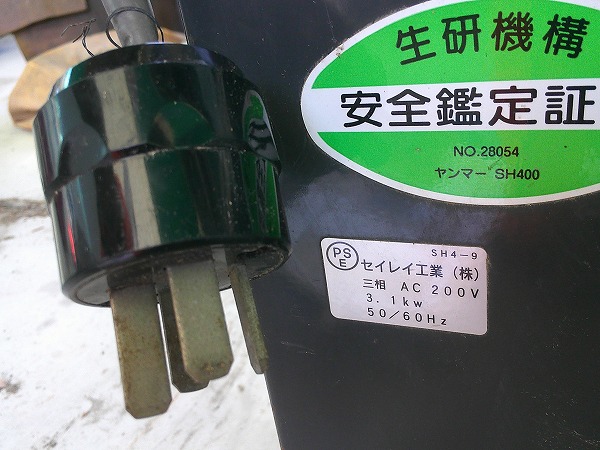 生研機構
安全鑑定証
NO.28054
ヤンマー SH400
PS
E
SH4-9
セイレイ工業(株)
三相 AC 200V
3.1kw
50/60Hz